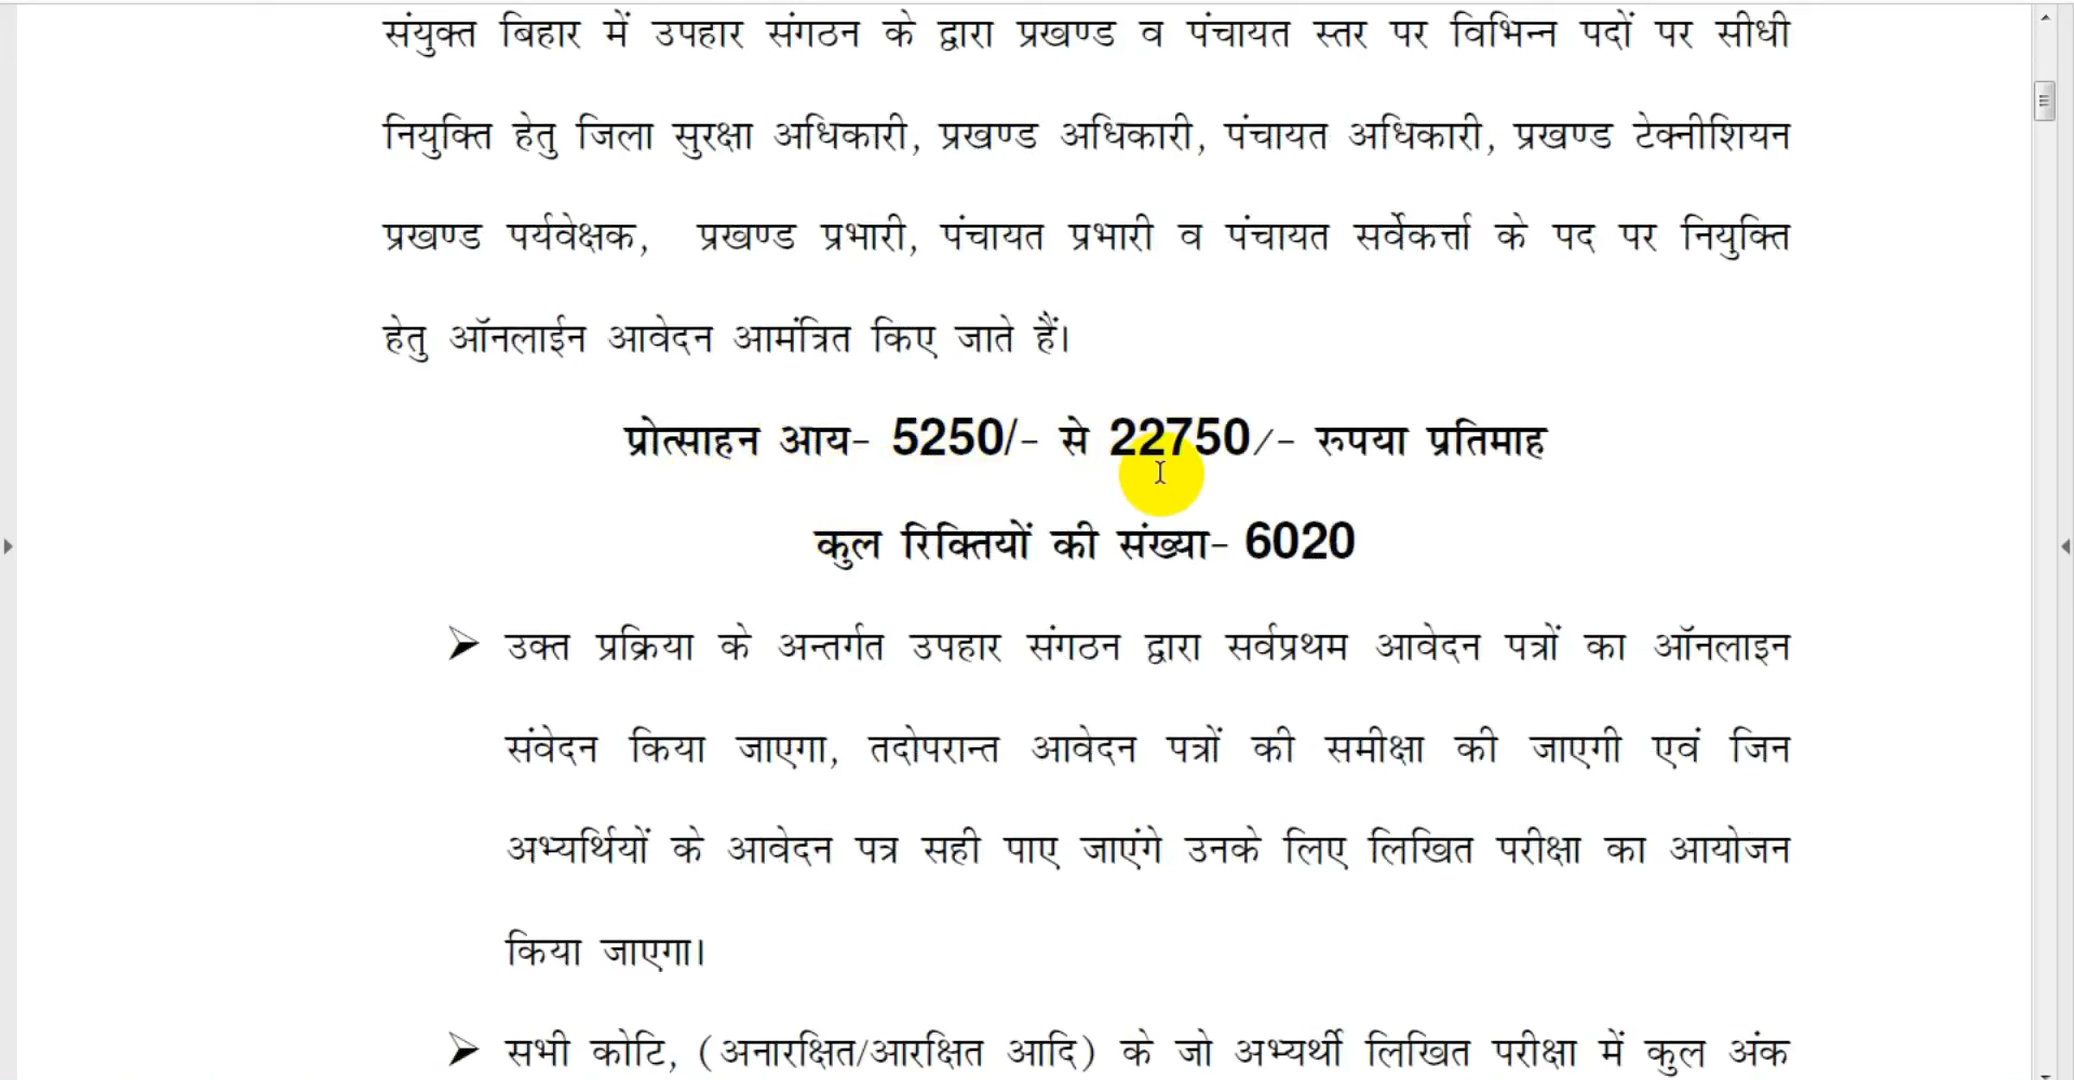 संयुक्त बिहार में उपहार संगठन के द्वारा प्रखण्ड व पंचायत स्तर पर विभिन्न पदों पर सीधी
नियुक्ति हेतु जिला सुरक्षा अधिकारी, प्रखण्ड अधिकारी, पंचायत अधिकारी, प्रखण्ड टेक्नीशियन
प्रखण्ड पर्यवेक्षक, प्रखण्ड प्रभारी, पंचायत प्रभारी व पंचायत सर्वेकर्त्ता के पद पर नियुक्ति
हेतु ऑनलाईन आवेदन आमंत्रित किए जाते हैं।
प्रोत्साहन आय- 5250/- से 22750/- रूपया प्रतिमाह
कुल रिक्तियों की संख्या- 6020
➢ उक्त प्रक्रिया के अन्तर्गत उपहार संगठन द्वारा सर्वप्रथम आवेदन पत्रों का ऑनलाइन
संवेदन किया जाएगा, तदोपरान्त आवेदन पत्रों की समीक्षा की जाएगी एवं जिन
अभ्यर्थियों के आवेदन पत्र सही पाए जाएंगे उनके लिए लिखित परीक्षा का आयोजन
किया जाएगा।
➢ सभी कोटि, (अनारक्षित/आरक्षित आदि) के जो अभ्यर्थी लिखित परीक्षा में कुल अंक